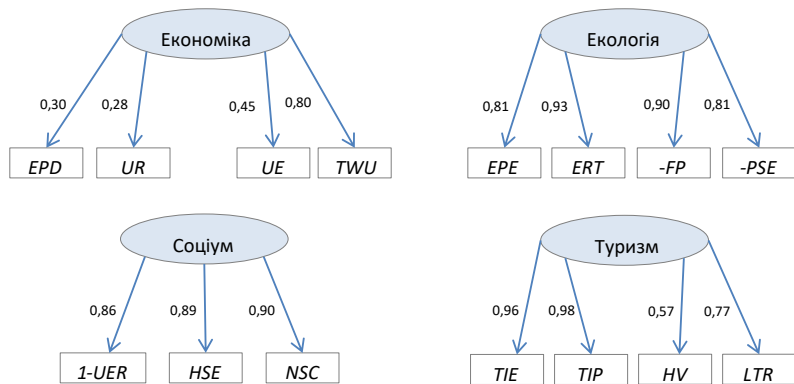 Економіка
0,30 0,28 0,45 0,80
EPD UR UE TWU
Екологія
0,81 0,93 0,90 0,81
EPE ERT -FP -PSE
Соціум
0,86 0,89 0,90
1-UER HSE NSC
Туризм
0,96 0,98 0,57 0,77
TIE TIP HV LTR